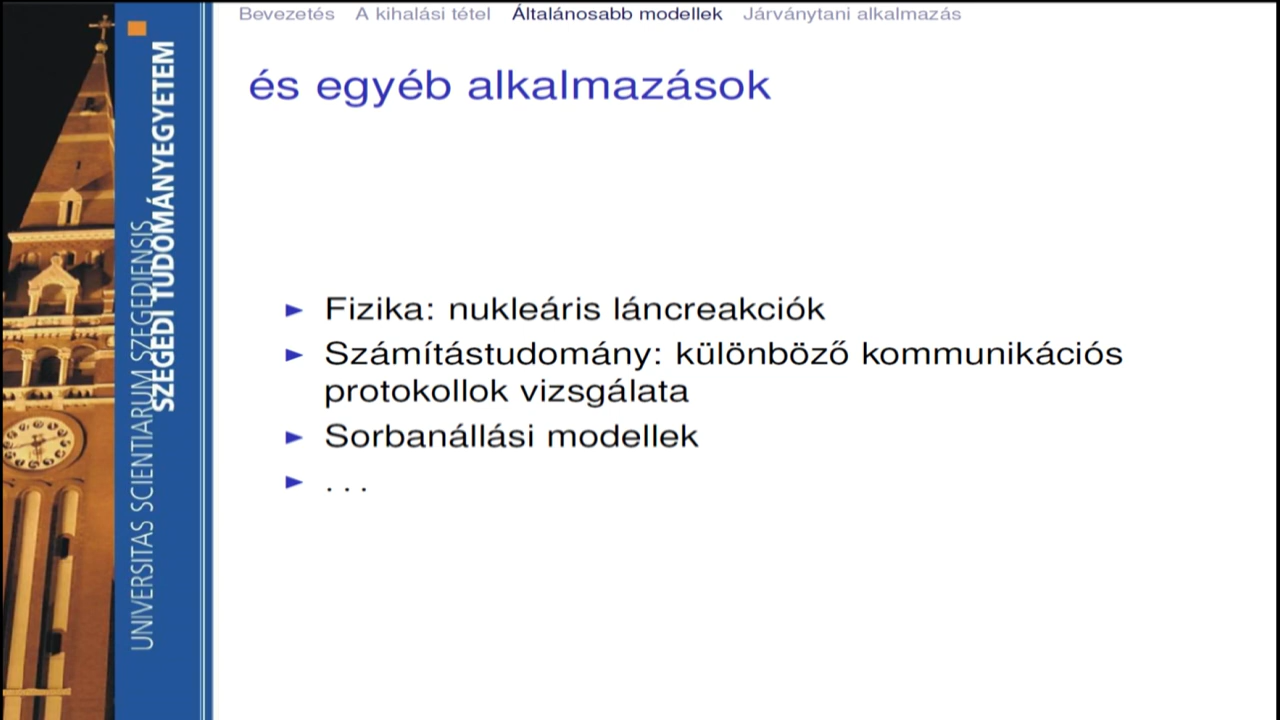 Bevezetés A kihalási tétel Általánosabb modellek Járványtani alkalmazás
és egyéb alkalmazások
► Fizika: nukleáris láncreakciók
► Számítástudomány: különböző kommunikációs
protokollok vizsgálata
► Sorbanállási modellek
► . . .
UNIVERSITAS SCIENTIARUM SZEGEDIENSIS
SZEGEDI TUDOMÁNYEGYETEM